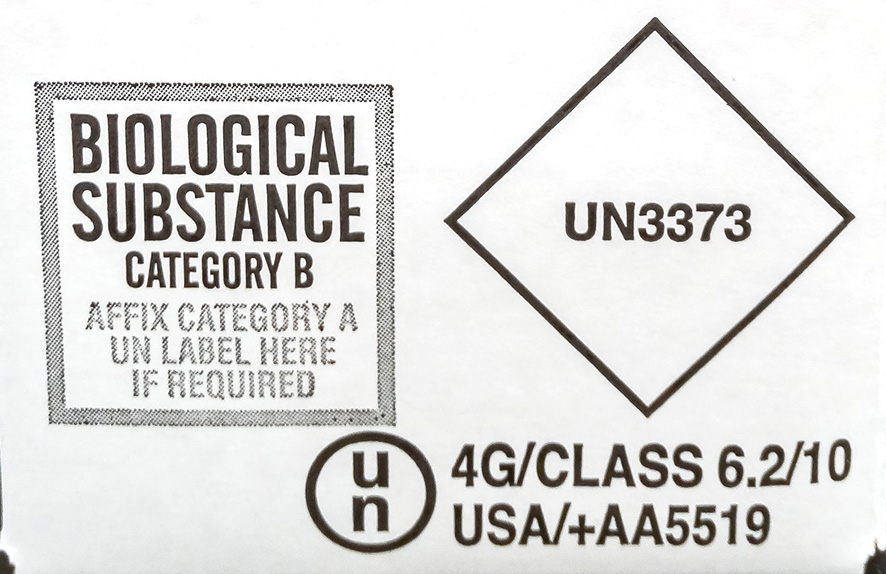 BIOLOGICAL
SUBSTANCE
CATEGORY B
AFFIX CATEGORY A
UN LABEL HERE
IF REQUIRED
UN3373
u
n
4G/CLASS 6.2/10
USA/+AA5519